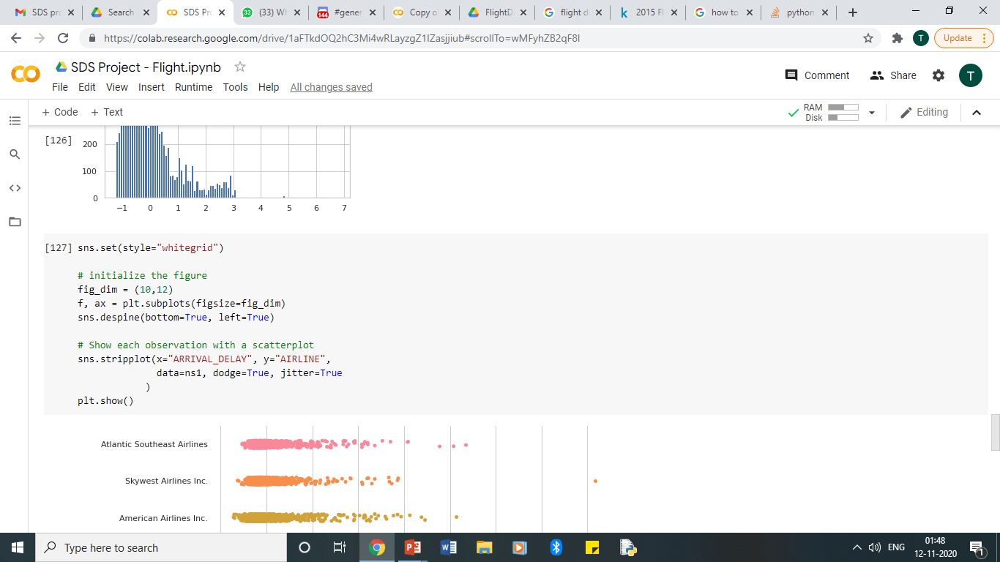 SDS pro
Search
SDS Pro
33
(33) W
144
#gener
Copy o
FlightD
flight d
2015 Fl
how to
python
https://colab.research.google.com/drive/1aFTkdOQ2hC3Mi4wRLayzgZ1IZasjjiub#scrollTo=wMFyhZB2qF8l
T
Update
SDS Project - Flight.ipynb
File Edit View Insert Runtime Tools Help All changes saved
Comment
Share
T
+ Code + Text
RAM
Disk
Editing
[126]
200
100
0
−1 0 1 2 3 4 5 6 7
[127] sns.set(style="whitegrid")
# initialize the figure
fig_dim = (10,12)
f, ax = plt.subplots(figsize=fig_dim)
sns.despine(bottom=True, left=True)
# Show each observation with a scatterplot
sns.stripplot(x="ARRIVAL_DELAY", y="AIRLINE",
data=ns1, dodge=True, jitter=True
)
plt.show()
Atlantic Southeast Airlines
Skywest Airlines Inc.
American Airlines Inc.
Type here to search
ENG
01:48
12-11-2020
1